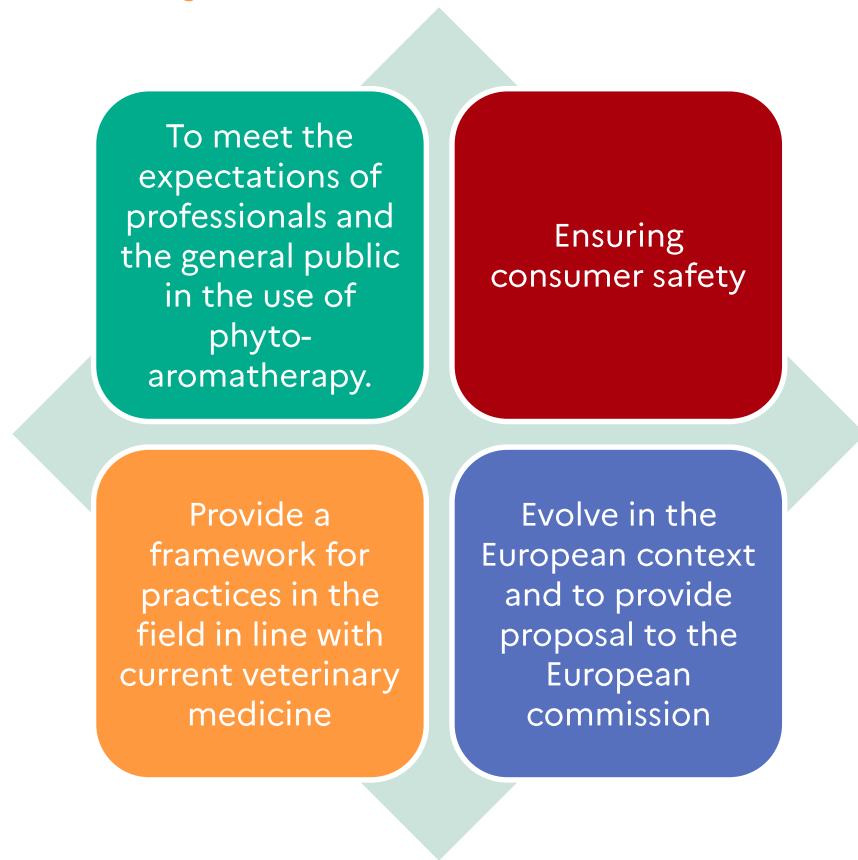 To meet the
expectations of
professionals and
the general public
in the use of
phyto-
aromatherapy.
Ensuring
consumer safety
Provide a
framework for
practices in the
field in line with
current veterinary
medicine
Evolve in the
European context
and to provide
proposal to the
European
commission